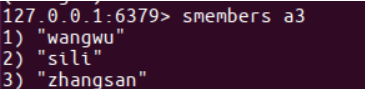 127.0.0.1:6379> smembers a3
1) "wangwu"
2) "sili"
3) "zhangsan"